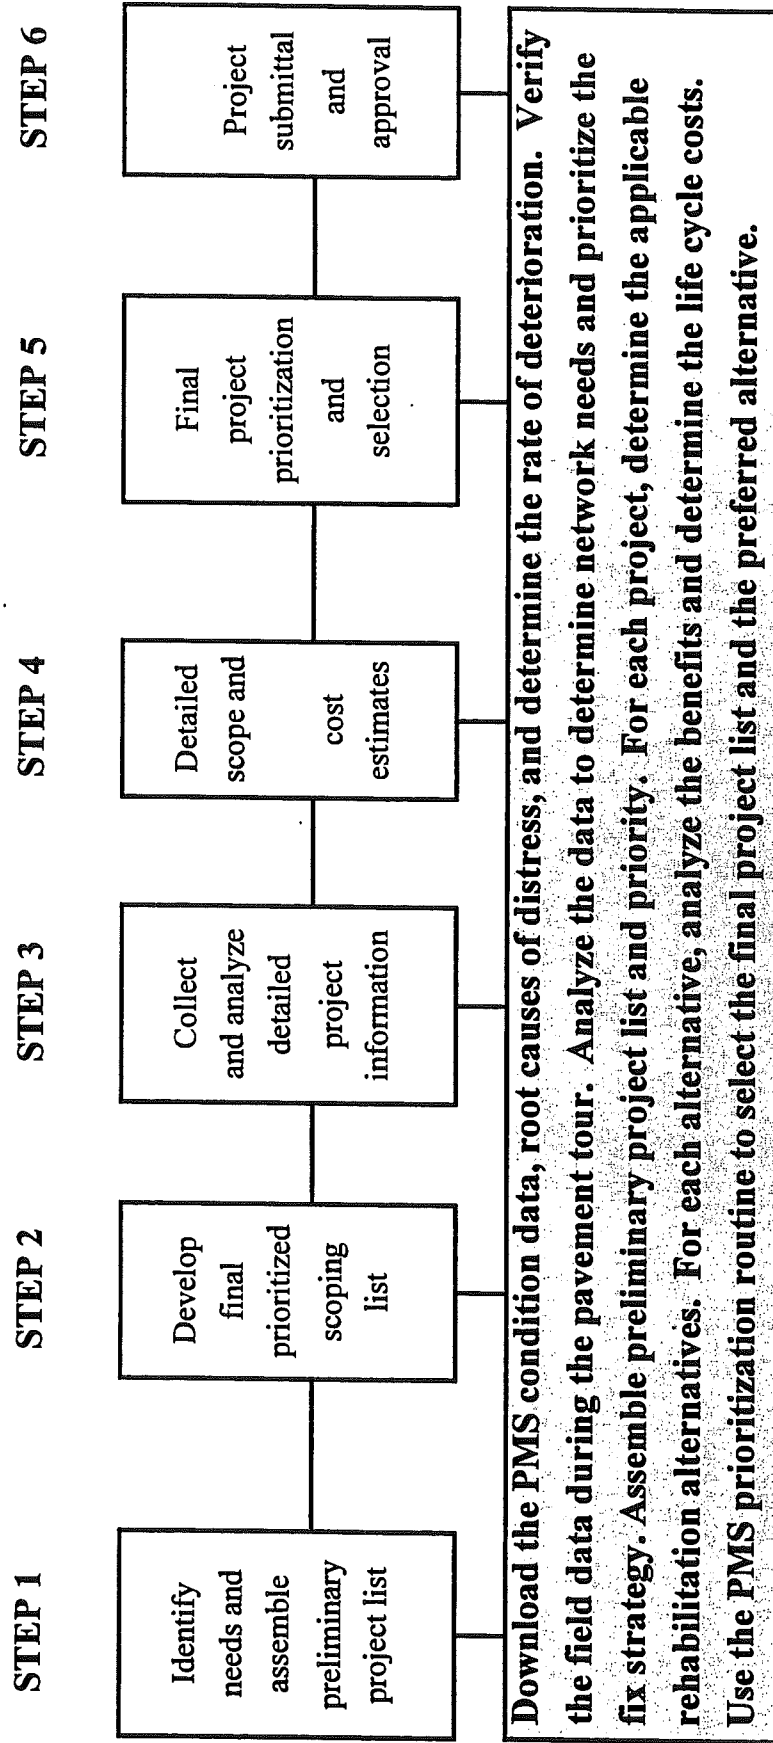 STEP 1
Identify
needs and
assemble
preliminary
project list
STEP 2
Develop
final
prioritized
scoping
list
STEP 3
Collect
and analyze
detailed
project
information
STEP 4
Detailed
scope and
cost
estimates
STEP 5
Final
project
prioritization
and
selection
STEP 6
Project
submittal
and
approval
Download the PMS condition data, root causes of distress, and determine the rate of deterioration. Verify
the field data during the pavement tour. Analyze the data to determine network needs and prioritize the
fix strategy. Assemble preliminary project list and priority. For each project, determine the applicable
rehabilitation alternatives. For each alternative, analyze the benefits and determine the life cycle costs.
Use the PMS prioritization routine to select the final project list and the preferred alternative.